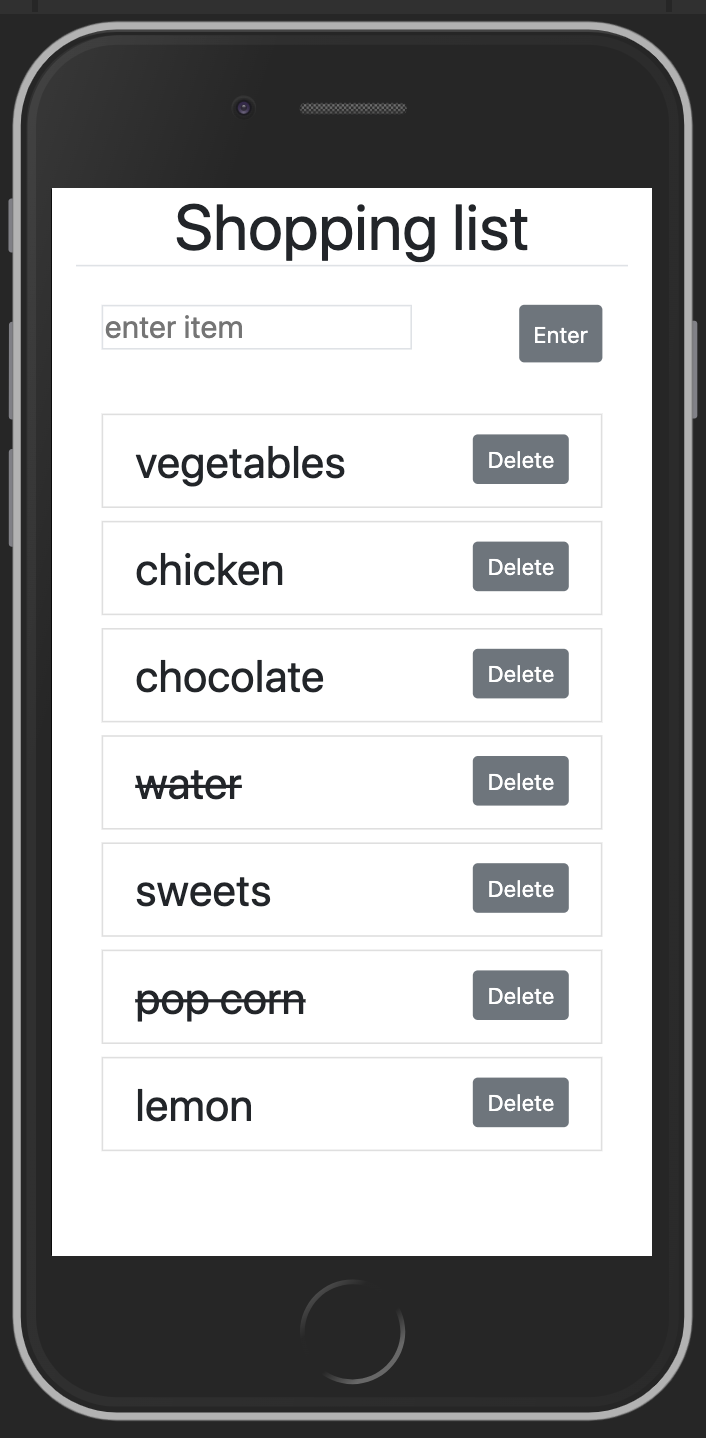 Shopping list
enter item
Enter
vegetables
Delete
chicken
Delete
chocolate
Delete
water
Delete
sweets
Delete
pop corn
Delete
lemon
Delete